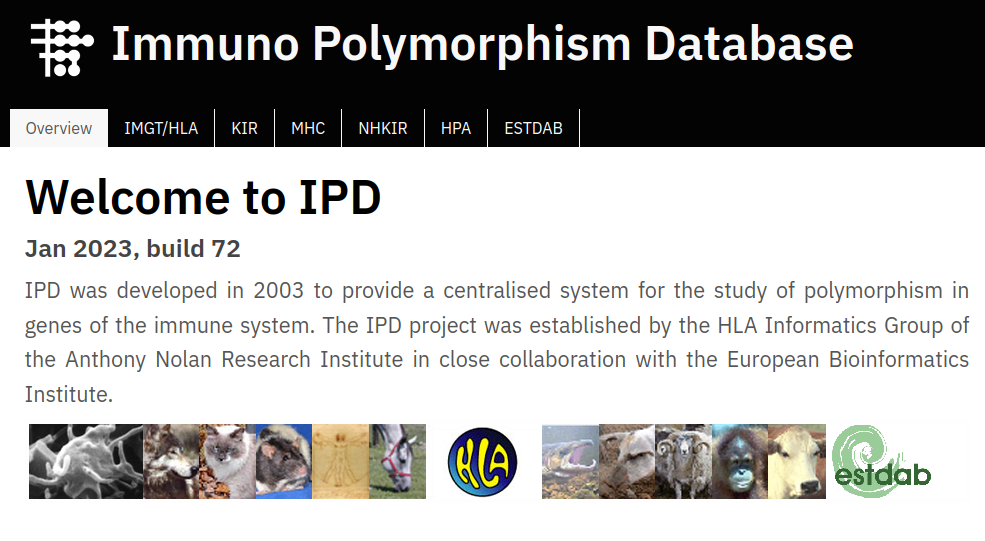 Immuno Polymorphism Database
Overview IMGT/HLA KIR MHC NHKIR HPA ESTDAB
Welcome to IPD
Jan 2023, build 72
IPD was developed in 2003 to provide a centralised system for the study of polymorphism in
genes of the immune system. The IPD project was established by the HLA Informatics Group of
the Anthony Nolan Research Institute in close collaboration with the European Bioinformatics
Institute.
HLA
estdab